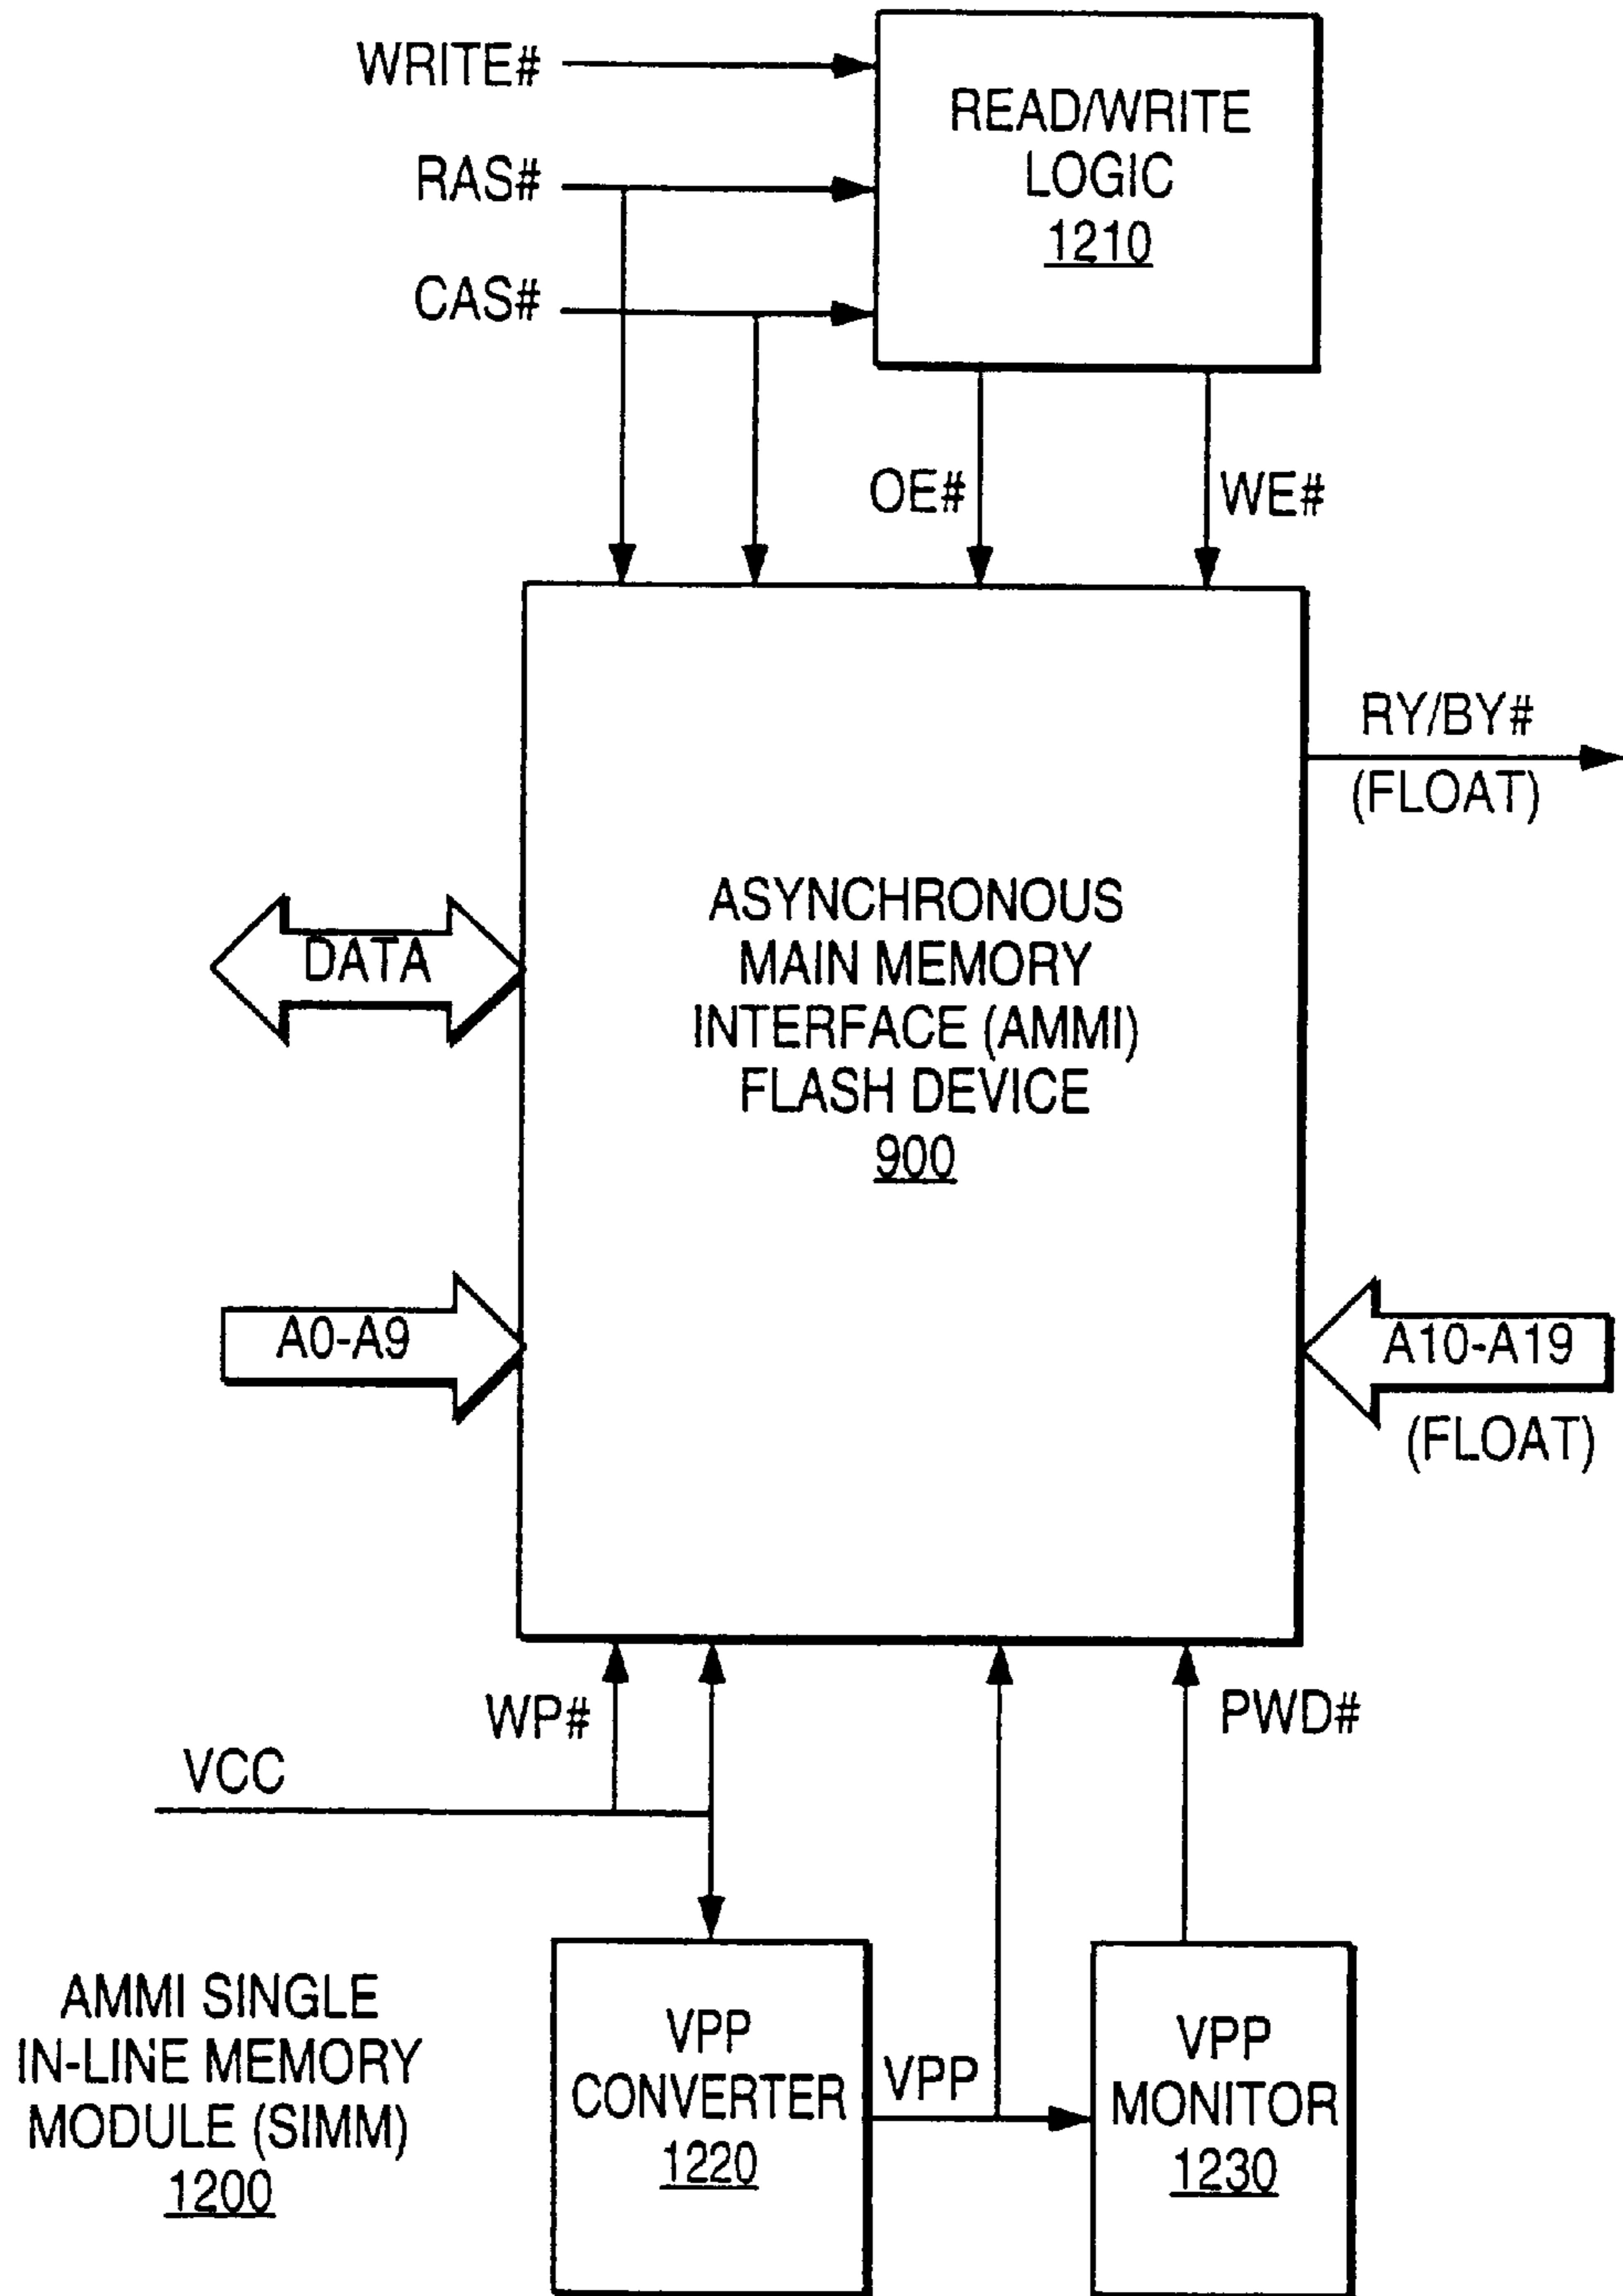 WRITE#
RAS#
CAS#
READ/WRITE
LOGIC
1210
OE#
WE#
RY/BY#
(FLOAT)
DATA
ASYNCHRONOUS
MAIN MEMORY
INTERFACE (AMMI)
FLASH DEVICE
900
A0-A9
A10-A19
(FLOAT)
WP#
PWD#
VCC
AMMI SINGLE
IN-LINE MEMORY
MODULE (SIMM)
1200
VPP
CONVERTER
1220
VPP
VPP
MONITOR
1230